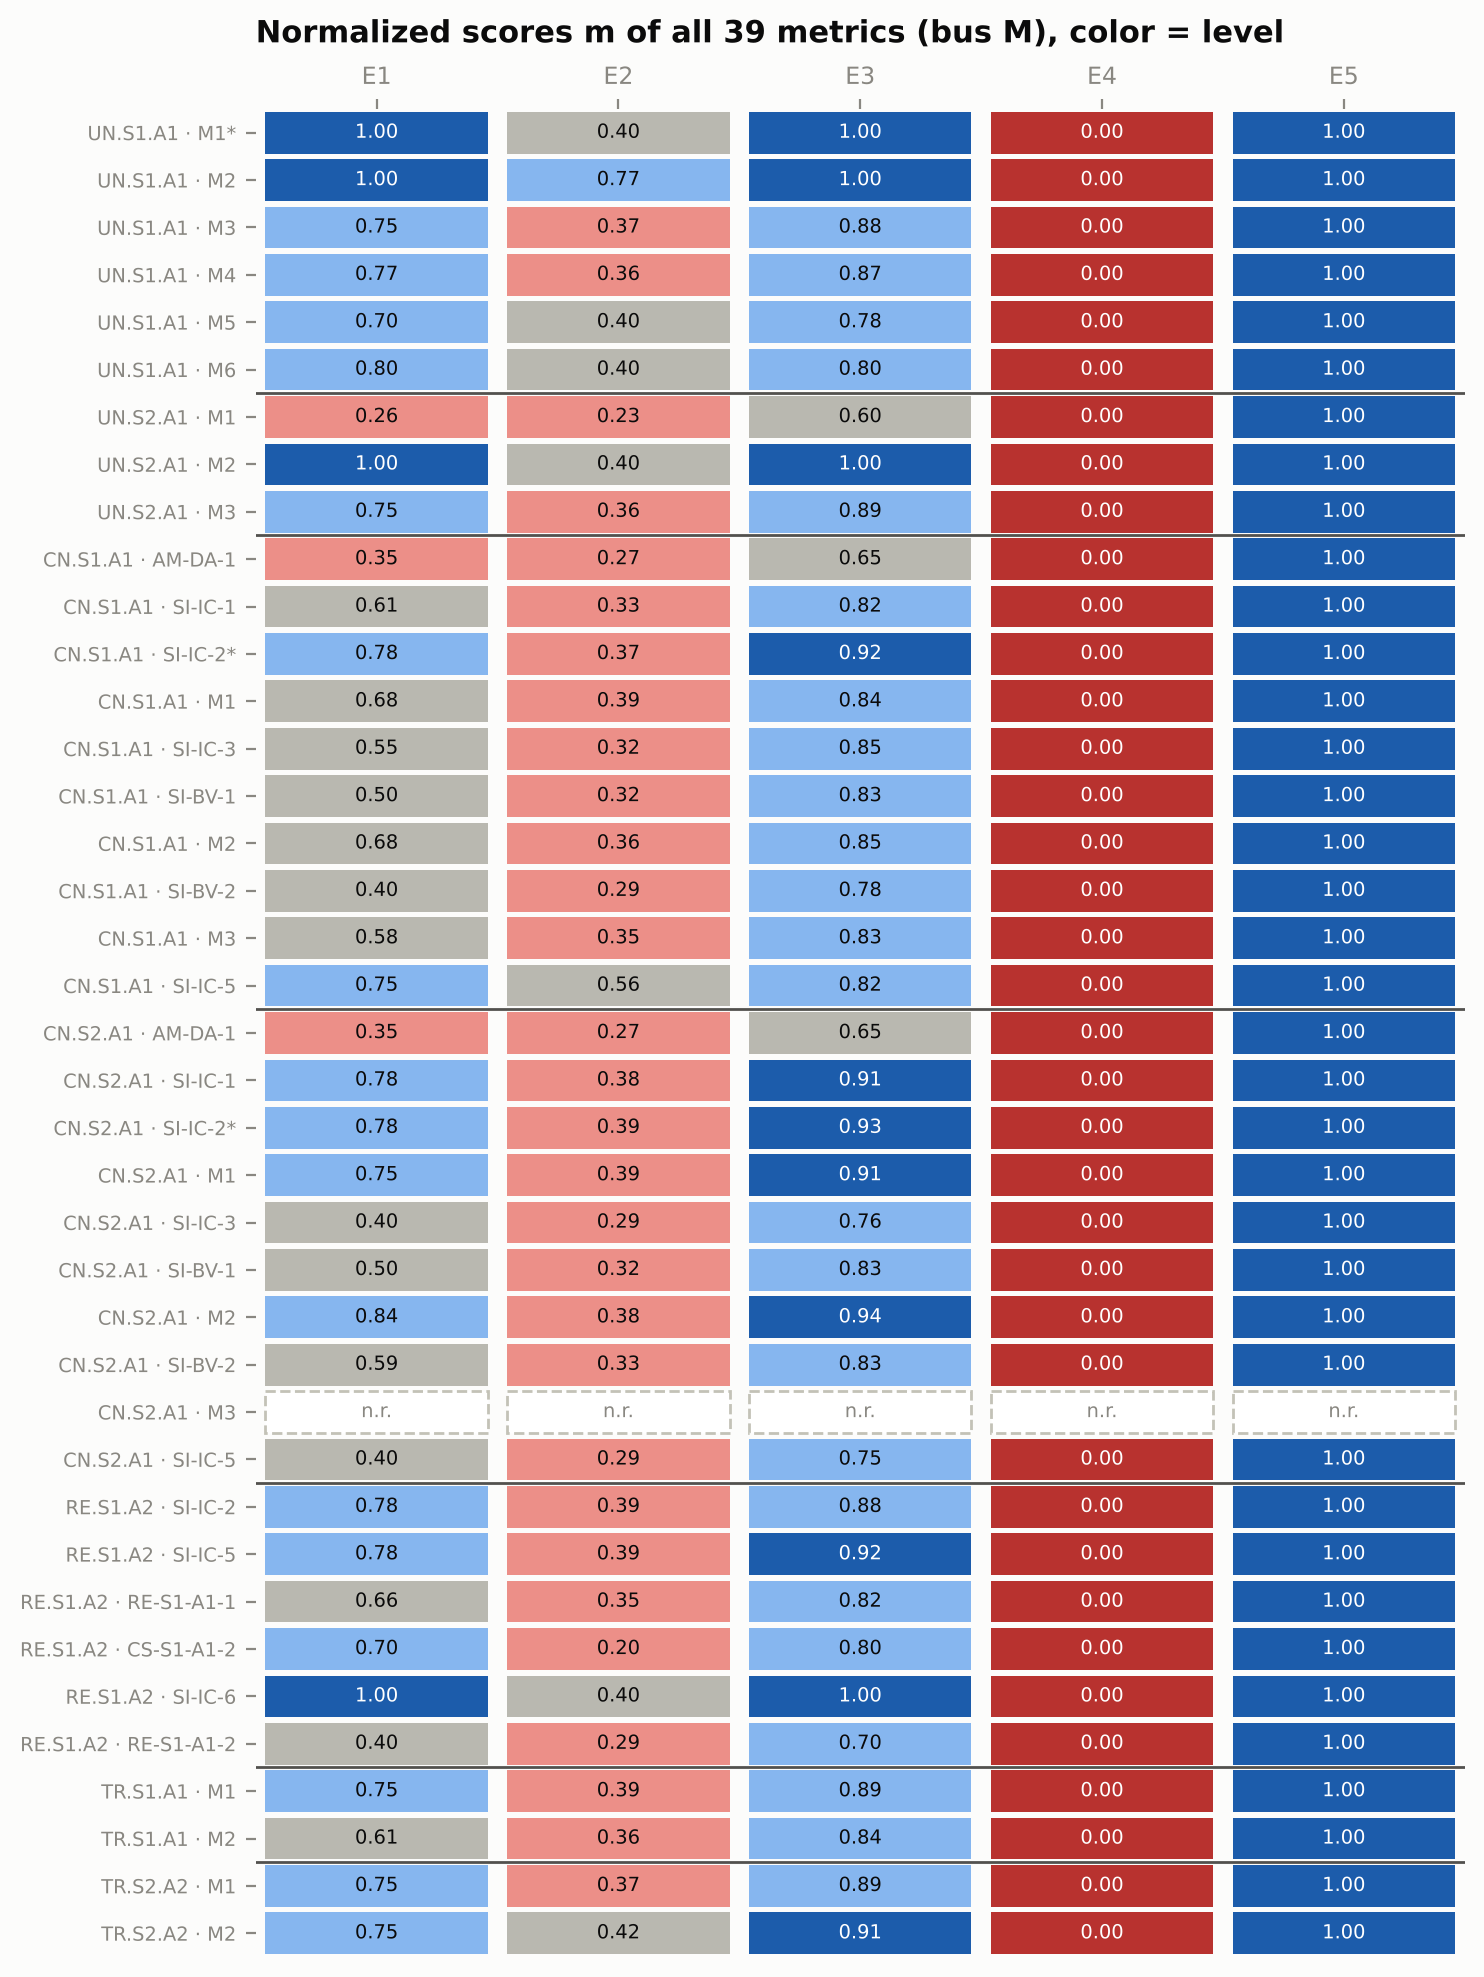 Normalized scores m of all 39 metrics (bus M), color = level
E1 E2 E3 E4 E5
UN.S1.A1 · M1* 1.00 0.40 1.00 0.00 1.00
UN.S1.A1 · M2 1.00 0.77 1.00 0.00 1.00
UN.S1.A1 · M3 0.75 0.37 0.88 0.00 1.00
UN.S1.A1 · M4 0.77 0.36 0.87 0.00 1.00
UN.S1.A1 · M5 0.70 0.40 0.78 0.00 1.00
UN.S1.A1 · M6 0.80 0.40 0.80 0.00 1.00
UN.S2.A1 · M1 0.26 0.23 0.60 0.00 1.00
UN.S2.A1 · M2 1.00 0.40 1.00 0.00 1.00
UN.S2.A1 · M3 0.75 0.36 0.89 0.00 1.00
CN.S1.A1 · AM-DA-1 0.35 0.27 0.65 0.00 1.00
CN.S1.A1 · SI-IC-1 0.61 0.33 0.82 0.00 1.00
CN.S1.A1 · SI-IC-2* 0.78 0.37 0.92 0.00 1.00
CN.S1.A1 · M1 0.68 0.39 0.84 0.00 1.00
CN.S1.A1 · SI-IC-3 0.55 0.32 0.85 0.00 1.00
CN.S1.A1 · SI-BV-1 0.50 0.32 0.83 0.00 1.00
CN.S1.A1 · M2 0.68 0.36 0.85 0.00 1.00
CN.S1.A1 · SI-BV-2 0.40 0.29 0.78 0.00 1.00
CN.S1.A1 · M3 0.58 0.35 0.83 0.00 1.00
CN.S1.A1 · SI-IC-5 0.75 0.56 0.82 0.00 1.00
CN.S2.A1 · AM-DA-1 0.35 0.27 0.65 0.00 1.00
CN.S2.A1 · SI-IC-1 0.78 0.38 0.91 0.00 1.00
CN.S2.A1 · SI-IC-2* 0.78 0.39 0.93 0.00 1.00
CN.S2.A1 · M1 0.75 0.39 0.91 0.00 1.00
CN.S2.A1 · SI-IC-3 0.40 0.29 0.76 0.00 1.00
CN.S2.A1 · SI-BV-1 0.50 0.32 0.83 0.00 1.00
CN.S2.A1 · M2 0.84 0.38 0.94 0.00 1.00
CN.S2.A1 · SI-BV-2 0.59 0.33 0.83 0.00 1.00
CN.S2.A1 · M3 n.r. n.r. n.r. n.r. n.r.
CN.S2.A1 · SI-IC-5 0.40 0.29 0.75 0.00 1.00
RE.S1.A2 · SI-IC-2 0.78 0.39 0.88 0.00 1.00
RE.S1.A2 · SI-IC-5 0.78 0.39 0.92 0.00 1.00
RE.S1.A2 · RE-S1-A1-1 0.66 0.35 0.82 0.00 1.00
RE.S1.A2 · CS-S1-A1-2 0.70 0.20 0.80 0.00 1.00
RE.S1.A2 · SI-IC-6 1.00 0.40 1.00 0.00 1.00
RE.S1.A2 · RE-S1-A1-2 0.40 0.29 0.70 0.00 1.00
TR.S1.A1 · M1 0.75 0.39 0.89 0.00 1.00
TR.S1.A1 · M2 0.61 0.36 0.84 0.00 1.00
TR.S2.A2 · M1 0.75 0.37 0.89 0.00 1.00
TR.S2.A2 · M2 0.75 0.42 0.91 0.00 1.00